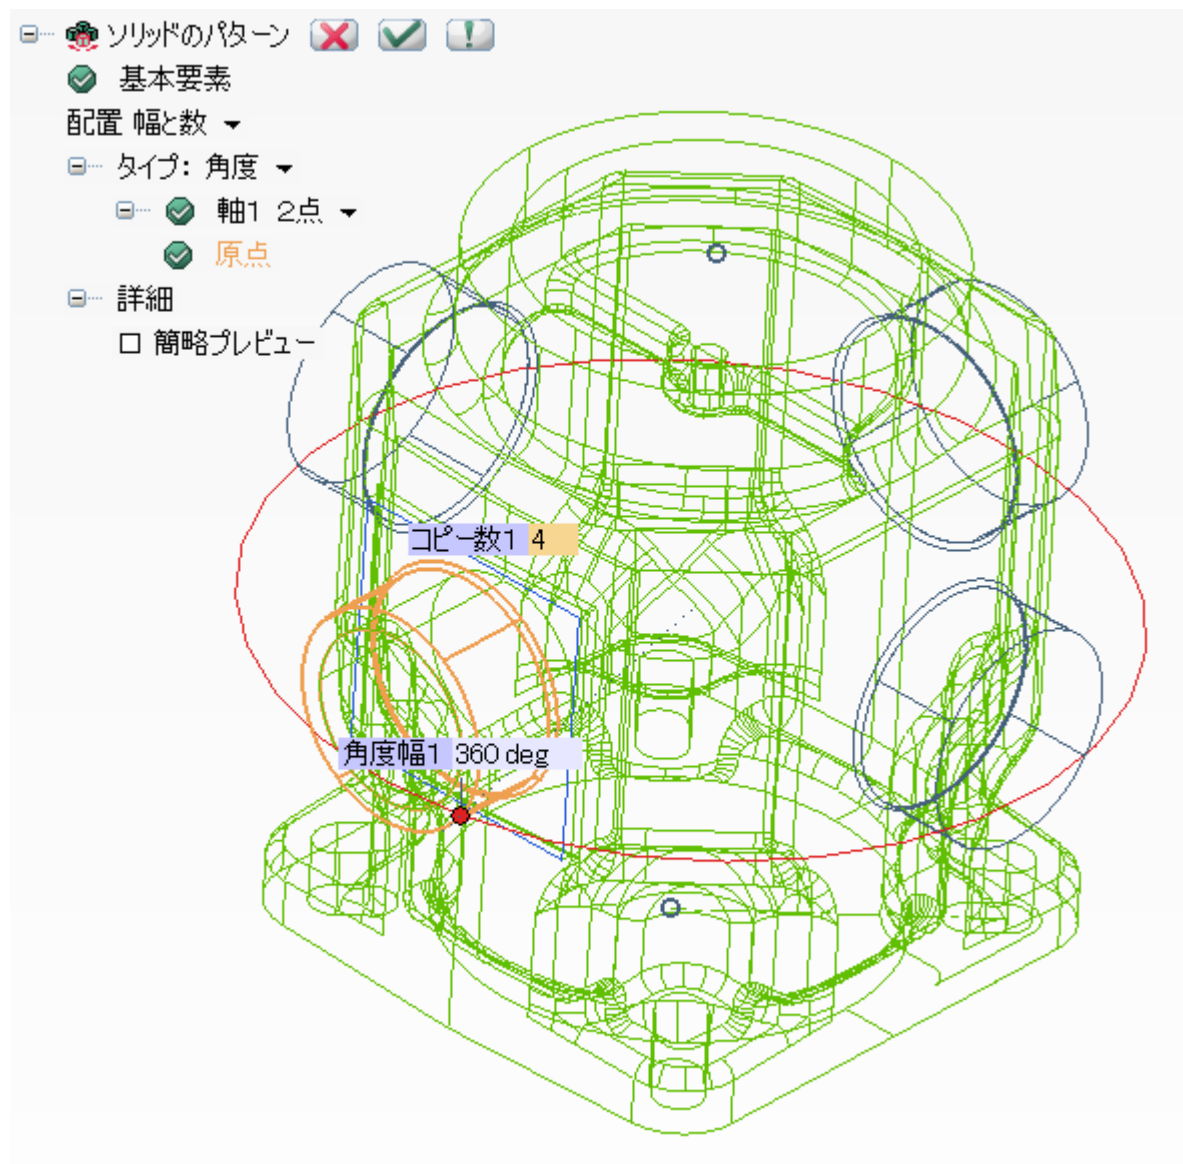 ソリッドのパターン
基本要素
配置 幅と数
タイプ: 角度
軸1 2点
原点
詳細
簡略プレビュー
コピー数1 4
角度幅1 360 deg